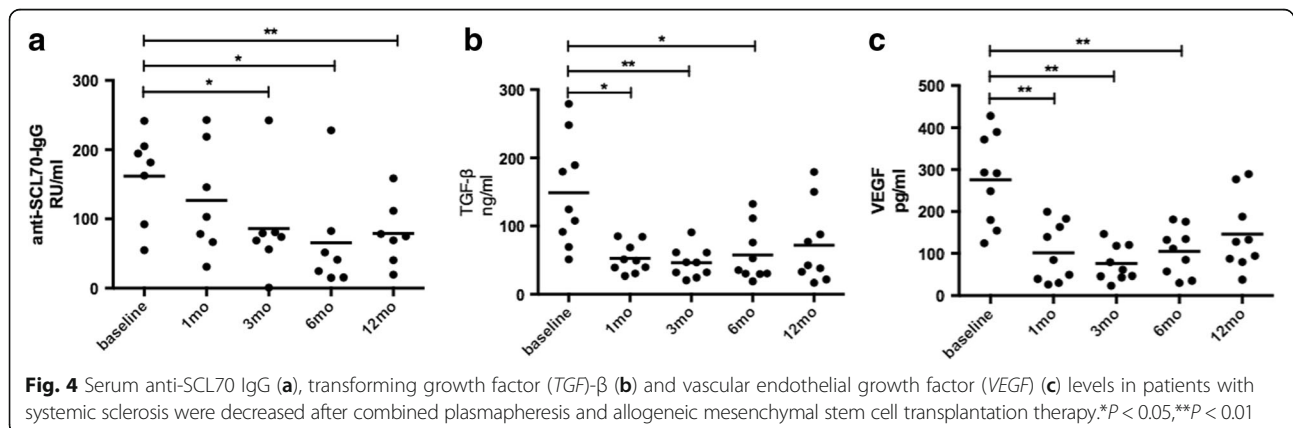 a
**
*
*
300
200
100
0
anti-SCL70-IgG
RU/ml
baseline
1mo
3mo
6mo
12mo
b
*
**
*
300
200
100
0
TGF-β
ng/ml
baseline
1mo
3mo
6mo
12mo
c
**
**
**
500
400
300
200
100
0
VEGF
pg/ml
baseline
1mo
3mo
6mo
12mo
Fig. 4 Serum anti-SCL70 IgG (a), transforming growth factor (TGF)-β (b) and vascular endothelial growth factor (VEGF) (c) levels in patients with
systemic sclerosis were decreased after combined plasmapheresis and allogeneic mesenchymal stem cell transplantation therapy.*P < 0.05,**P < 0.01